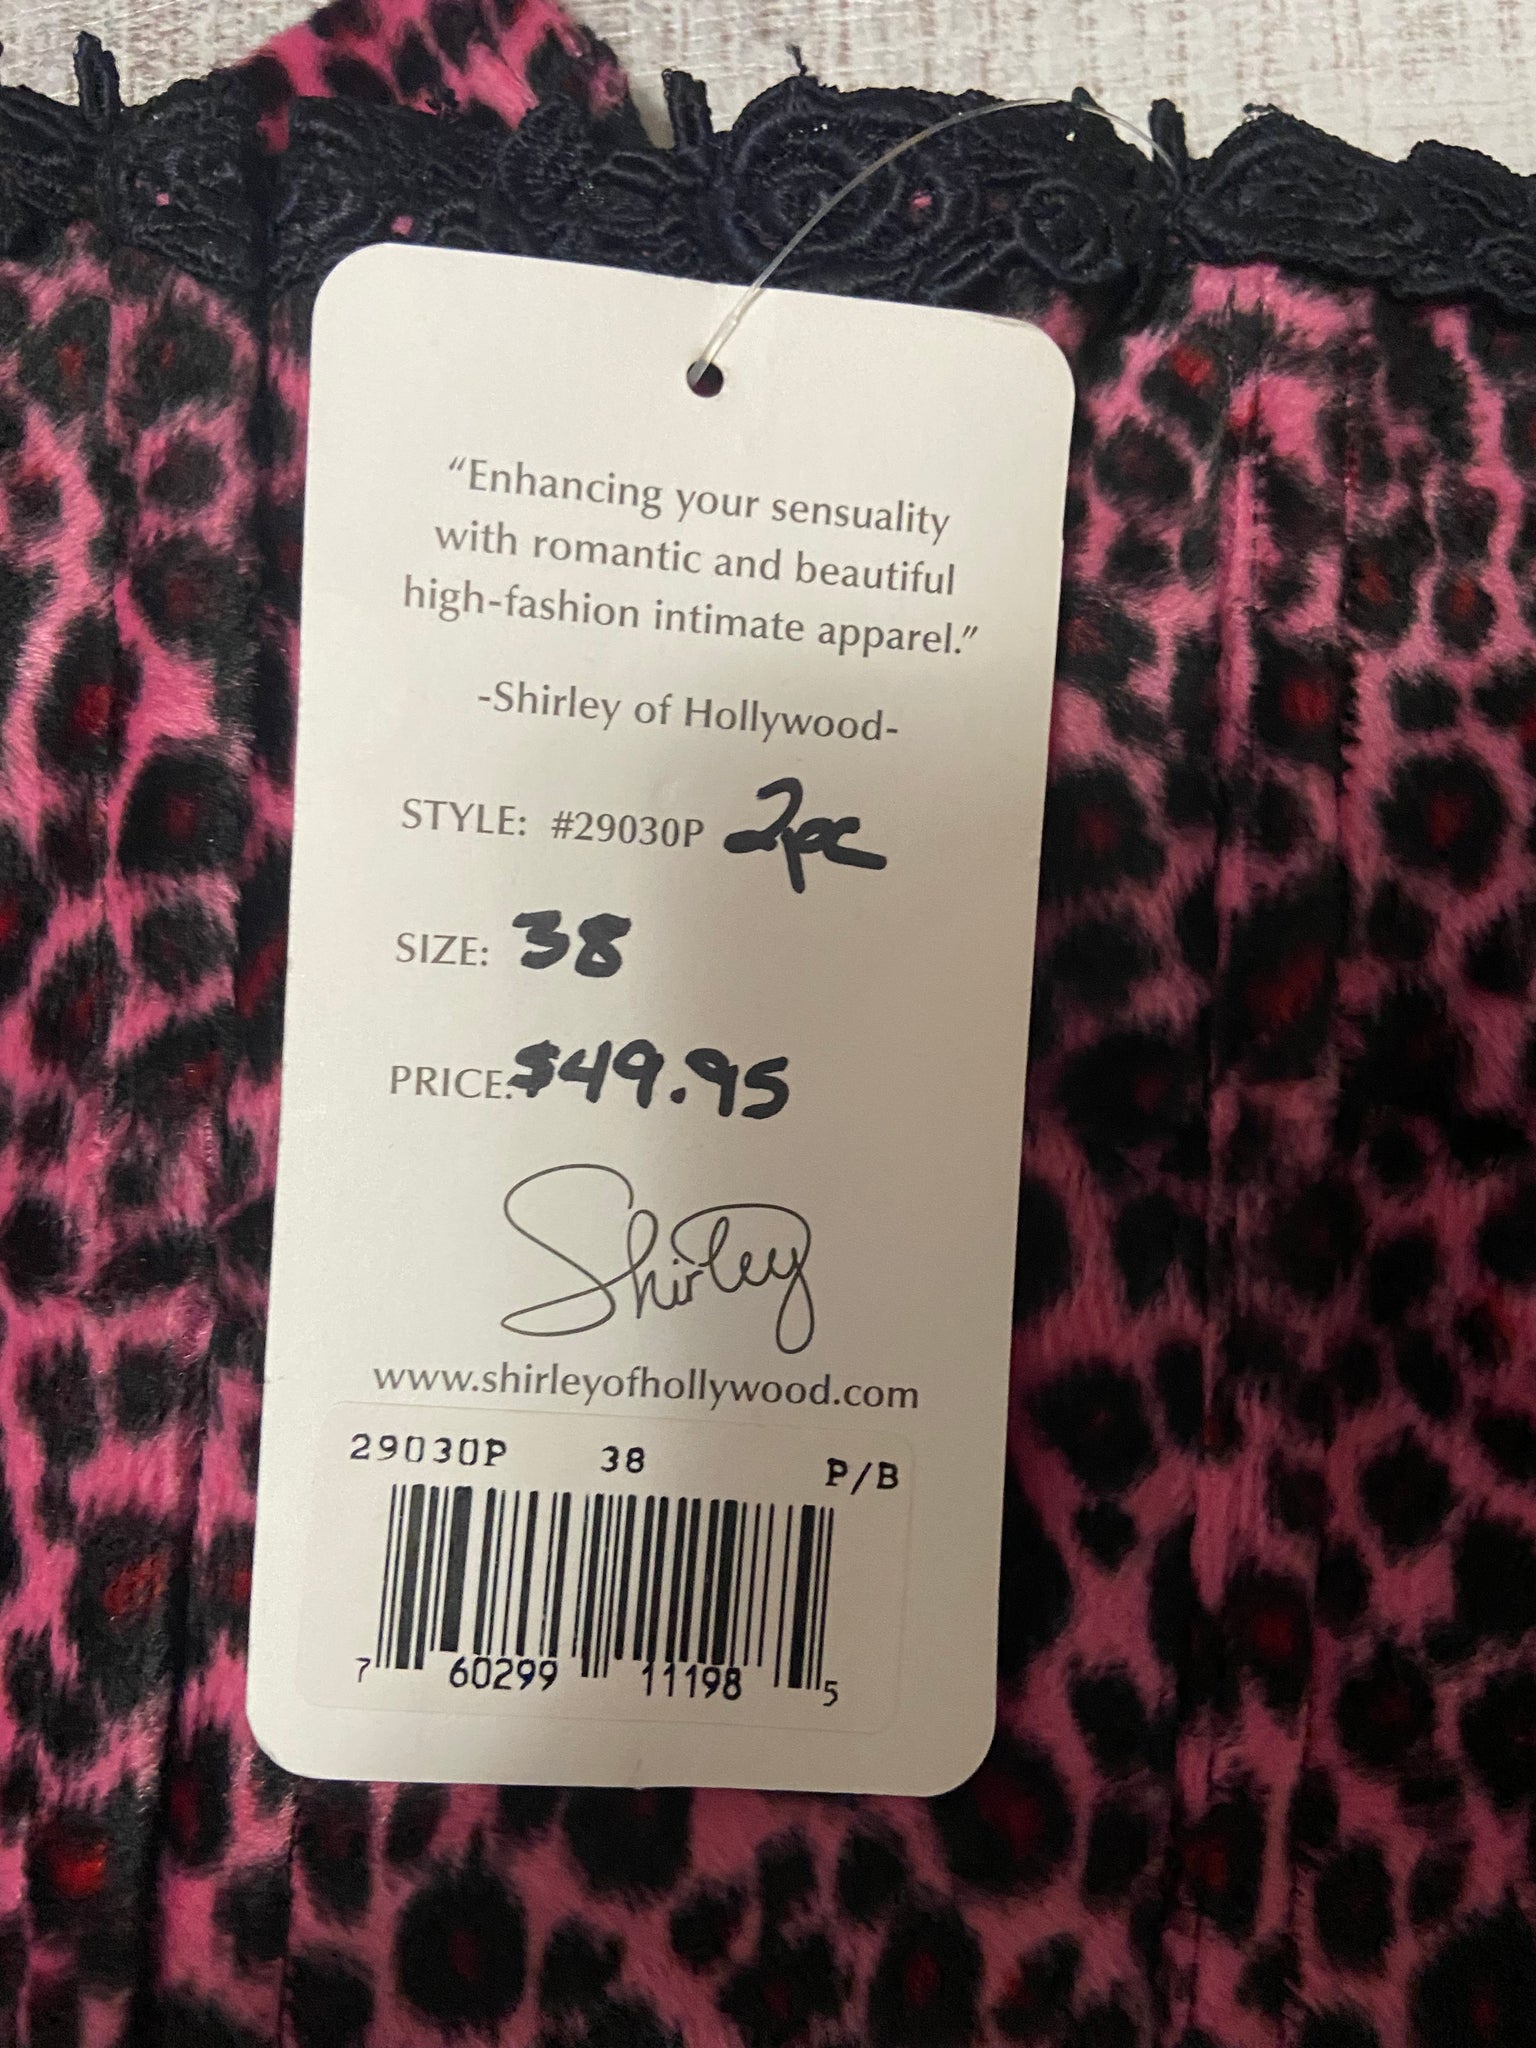 “Enhancing your sensuality
with romantic and beautiful
high-fashion intimate apparel.”
-Shirley of Hollywood-
STYLE: #29030P 2pc
SIZE: 38
PRICE: $49.95
Shirley
www.shirleyofhollywood.com
29030P 38 P/B
7 60299 11198 5